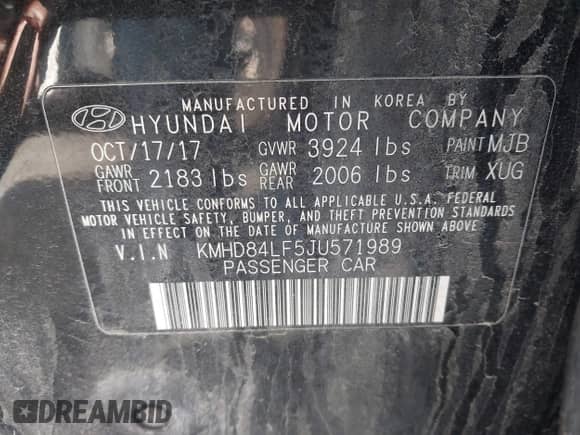 MANUFACTURED IN KOREA BY
HYUNDAI MOTOR COMPANY
OCT/17/17 GVWR 3924 lbs PAINT MJB
GAWR FRONT 2183 lbs GAWR REAR 2006 lbs TRIM XUG
THIS VEHICLE CONFORMS TO ALL APPLICABLE U.S.A. FEDERAL
MOTOR VEHICLE SAFETY, BUMPER, AND THEFT PREVENTION STANDARDS
IN EFFECT ON THE DATE OF MANUFACTURE SHOWN ABOVE
V.I.N KMHD84LF5JU571989
PASSENGER CAR
DREAMBID